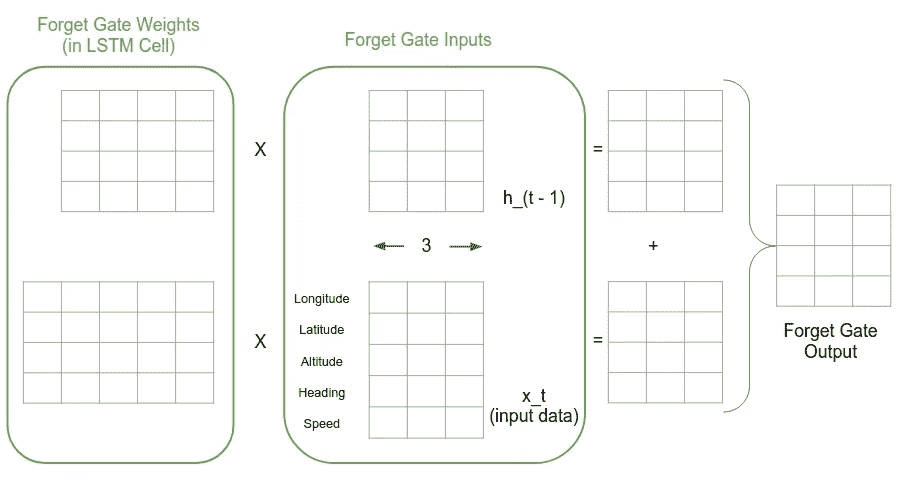 Forget Gate Weights
(in LSTM Cell)
Forget Gate Inputs
X
h_(t - 1)
=
3
+
X
Longitude
Latitude
Altitude
Heading
Speed
x_t
(input data)
=
Forget Gate
Output